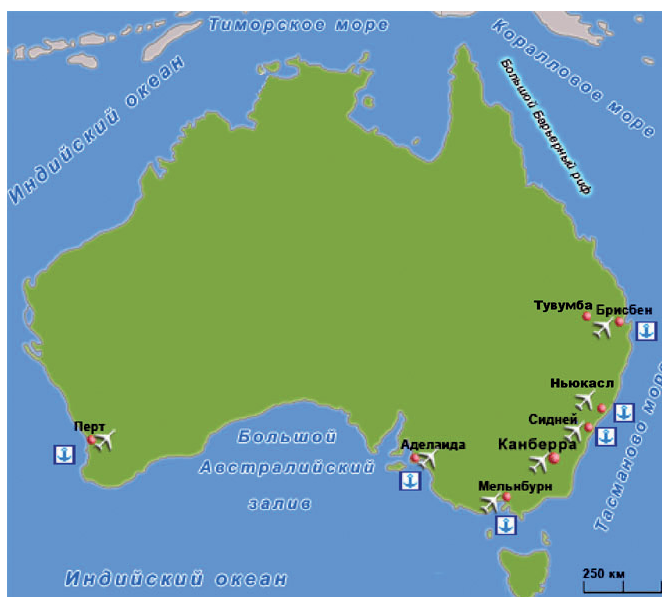 Тиморское море
Коралловое море
Индийский океан
Большой Барьерный риф
Тувумба
Брисбен
Ньюкасл
Сидней
Канберра
Перт
Аделаида
Мельнбурн
Большой
Австралийский
залив
Тасманово море
Индийский океан
250 км